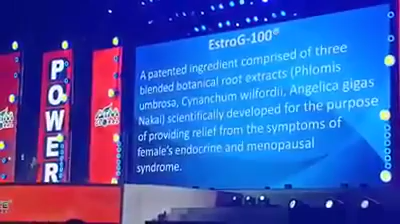 EstroG-100®
A patented ingredient comprised of three
blended botanical root extracts (Phlomis
umbrosa, Cynanchum wilfordii, Angelica gigas
Nakai) scientifically developed for the purpose
of providing relief from the symptoms of
female's endocrine and menopausal
syndrome.
POWER